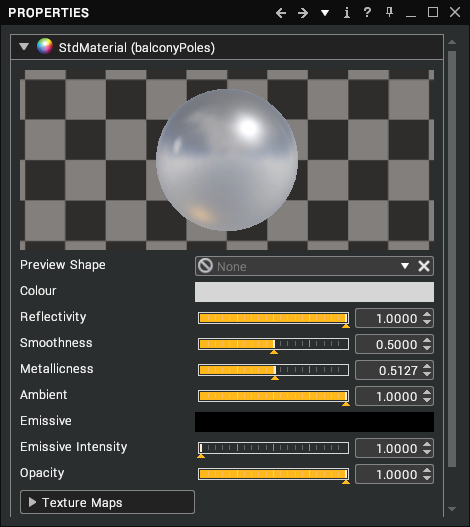 PROPERTIES
StdMaterial (balconyPoles)
Preview Shape None
Colour
Reflectivity 1.0000
Smoothness 0.5000
Metallicness 0.5127
Ambient 1.0000
Emissive
Emissive Intensity 1.0000
Opacity 1.0000
Texture Maps